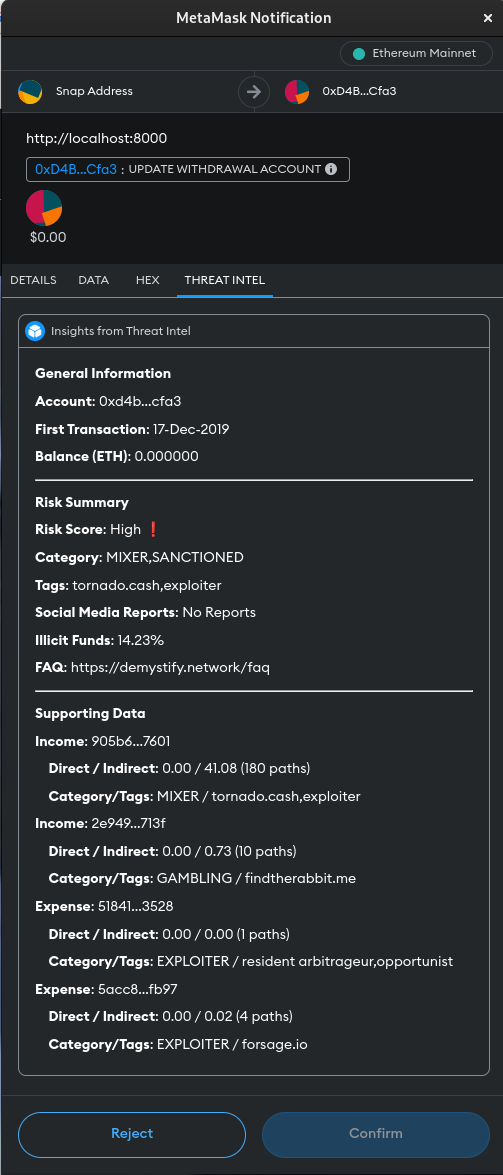 MetaMask Notification
×
Ethereum Mainnet
Snap Address
0xD4B...Cfa3
http://localhost:8000
0xD4B...Cfa3 : UPDATE WITHDRAWAL ACCOUNT
$0.00
DETAILS DATA HEX THREAT INTEL
Insights from Threat Intel
General Information
Account: 0xd4b...cfa3
First Transaction: 17-Dec-2019
Balance (ETH): 0.000000
Risk Summary
Risk Score: High ❗
Category: MIXER,SANCTIONED
Tags: tornado.cash,exploiter
Social Media Reports: No Reports
Illicit Funds: 14.23%
FAQ: https://demystify.network/faq
Supporting Data
Income: 905b6...7601
Direct / Indirect: 0.00 / 41.08 (180 paths)
Category/Tags: MIXER / tornado.cash,exploiter
Income: 2e949...713f
Direct / Indirect: 0.00 / 0.73 (10 paths)
Category/Tags: GAMBLING / findtherabbit.me
Expense: 51841...3528
Direct / Indirect: 0.00 / 0.00 (1 paths)
Category/Tags: EXPLOITER / resident arbitrageur,opportunist
Expense: 5acc8...fb97
Direct / Indirect: 0.00 / 0.02 (4 paths)
Category/Tags: EXPLOITER / forsage.io
Reject
Confirm